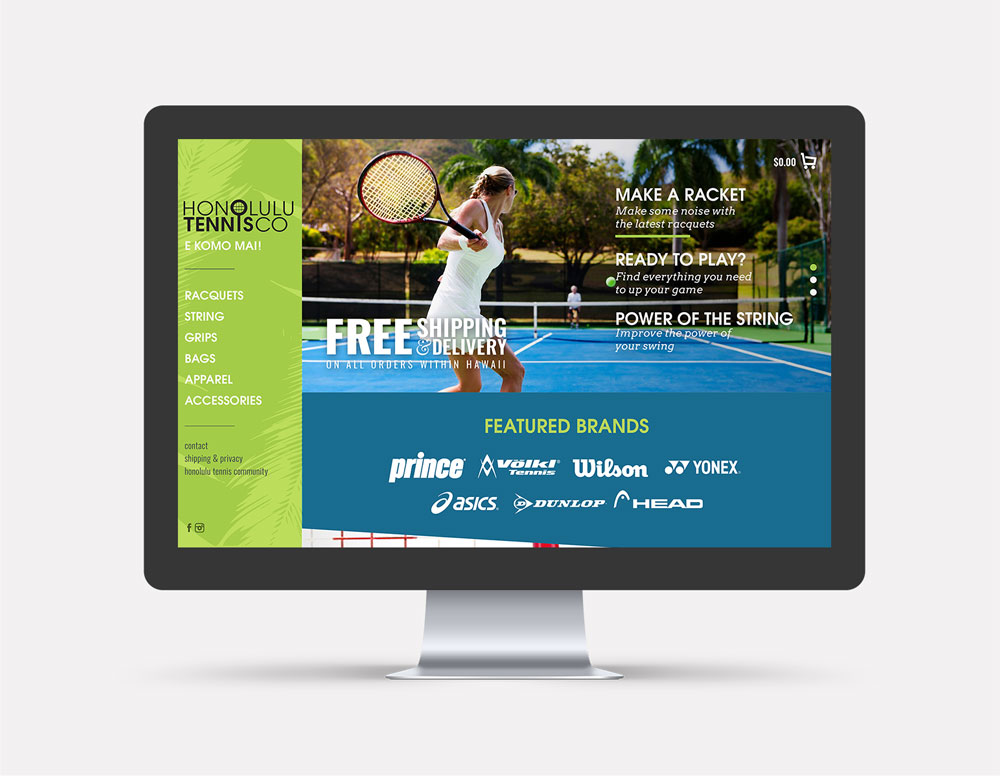 HONOLULU
TENNISCO
E KOMO MAI!
RACQUETS
STRING
GRIPS
BAGS
APPAREL
ACCESSORIES
contact
shipping & privacy
honolulu tennis community
f
$0.00
MAKE A RACKET
Make some noise with
the latest racquets
READY TO PLAY?
Find everything you need
to up your game
POWER OF THE STRING
Improve the power of
your swing
FREE SHIPPING
& DELIVERY
ON ALL ORDERS WITHIN HAWAII
FEATURED BRANDS
prince Völkl Tennis Wilson YONEX
asics DUNLOP HEAD